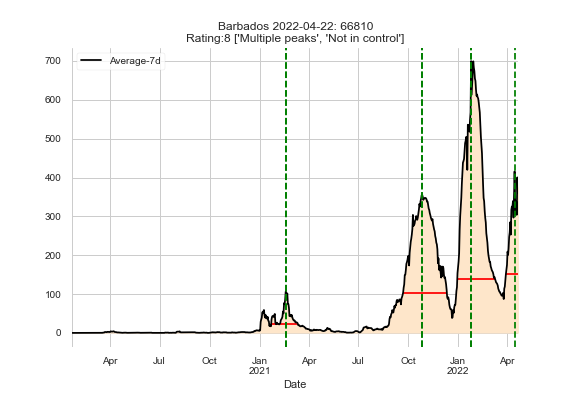 Barbados 2022-04-22: 66810
Rating:8 ['Multiple peaks', 'Not in control']
Average-7d
700
600
500
400
300
200
100
0
Apr Jul Oct Jan Apr Jul Oct Jan Apr
2021 2022
Date